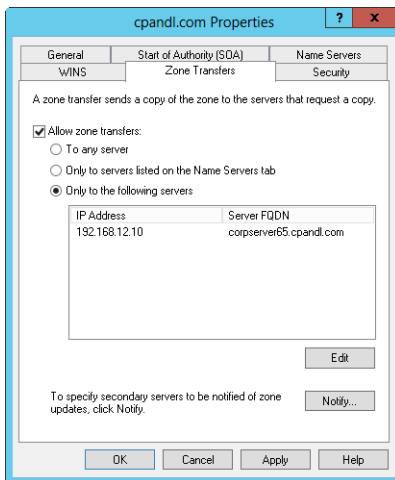 cpandl.com Properties
?
x
General
Start of Authority (SOA)
Name Servers
WINS
Zone Transfers
Security
A zone transfer sends a copy of the zone to the servers that request a copy.
Allow zone transfers:
To any server
Only to servers listed on the Name Servers tab
Only to the following servers
IP Address
Server FQDN
192.168.12.10
corpserver65.cpandl.com
Edit
To specify secondary servers to be notified of zone
updates, click Notify.
Notify...
OK
Cancel
Apply
Help